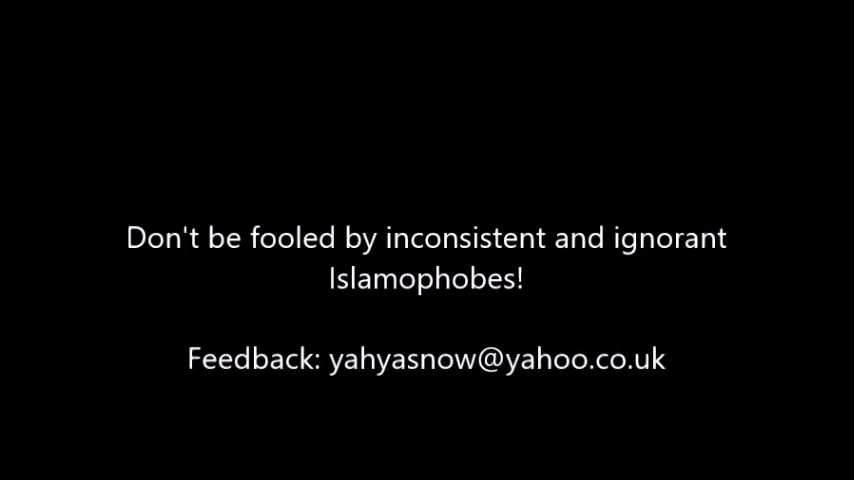 Don't be fooled by inconsistent and ignorant
Islamophobes!
Feedback: yahyasnow@yahoo.co.uk